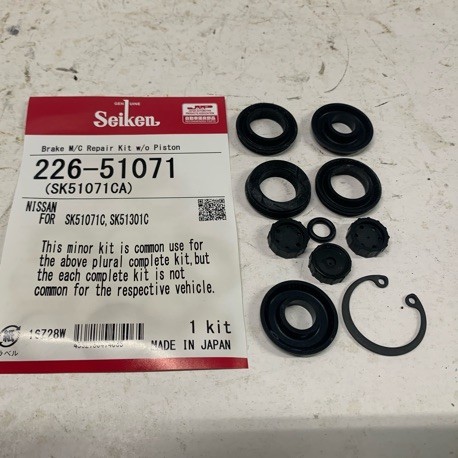 Seiken
Brake M/C Repair Kit w/o Piston
226-51071
(SK51071CA)
NISSAN
FOR SK51071C,SK51301C
This minor kit is common use for
the above plural complete kit,but
the each complete kit is not
common for the respective vehicle.
16728W
1 kit
MADE IN JAPAN